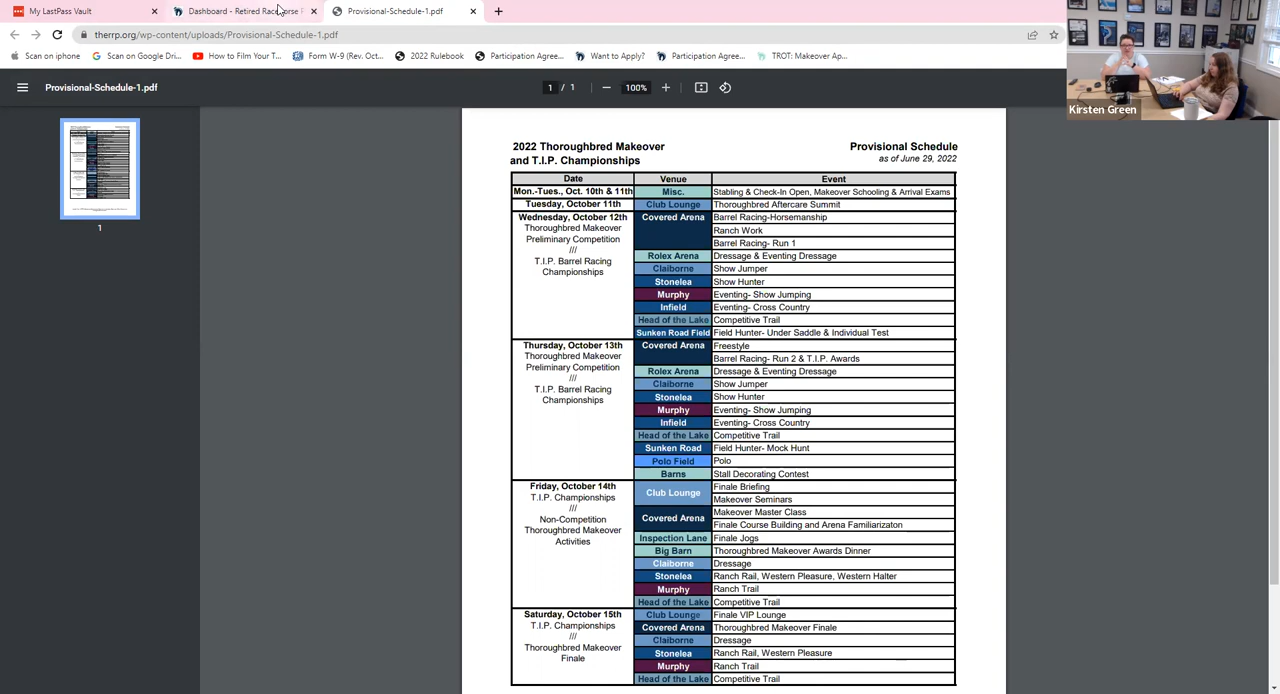 My LastPass Vault
Dashboard - Retired Racehorse
Provisional-Schedule-1.pdf
therrp.org/wp-content/uploads/Provisional-Schedule-1.pdf
Scan on iphone
Scan on Google Dri...
How to Film Your T...
Form W-9 (Rev. Oct...
2022 Rulebook
Participation Agree...
Want to Apply?
Participation Agree...
TROT: Makeover Ap...
Provisional-Schedule-1.pdf
1 / 1
100%
Kirsten Green
1
2022 Thoroughbred Makeover
and T.I.P. Championships
Provisional Schedule
as of June 29, 2022
Date Venue Event
Mon.-Tues., Oct. 10th & 11th Misc. Stabling & Check-In Open, Makeover Schooling & Arrival Exams
Tuesday, October 11th Club Lounge Thoroughbred Aftercare Summit
Wednesday, October 12th Covered Arena Barrel Racing-Horsemanship
Thoroughbred Makeover Ranch Work
Preliminary Competition Barrel Racing- Run 1
/// Rolex Arena Dressage & Eventing Dressage
T.I.P. Barrel Racing Claiborne Show Jumper
Championships Stonelea Show Hunter
Murphy Eventing- Show Jumping
Infield Eventing- Cross Country
Head of the Lake Competitive Trail
Sunken Road Field Field Hunter- Under Saddle & Individual Test
Thursday, October 13th Covered Arena Freestyle
Thoroughbred Makeover Barrel Racing- Run 2 & T.I.P. Awards
Preliminary Competition Rolex Arena Dressage & Eventing Dressage
/// Claiborne Show Jumper
T.I.P. Barrel Racing Stonelea Show Hunter
Championships Murphy Eventing- Show Jumping
Infield Eventing- Cross Country
Head of the Lake Competitive Trail
Sunken Road Field Hunter- Mock Hunt
Polo Field Polo
Barns Stall Decorating Contest
Friday, October 14th Club Lounge Finale Briefing
T.I.P. Championships Makeover Seminars
/// Covered Arena Makeover Master Class
Non-Competition Finale Course Building and Arena Familiarizaton
Thoroughbred Makeover Inspection Lane Finale Jogs
Activities Big Barn Thoroughbred Makeover Awards Dinner
Claiborne Dressage
Stonelea Ranch Rail, Western Pleasure, Western Halter
Murphy Ranch Trail
Head of the Lake Competitive Trail
Saturday, October 15th Club Lounge Finale VIP Lounge
T.I.P. Championships Covered Arena Thoroughbred Makeover Finale
/// Claiborne Dressage
Thoroughbred Makeover Stonelea Ranch Rail, Western Pleasure
Finale Murphy Ranch Trail
Head of the Lake Competitive Trail